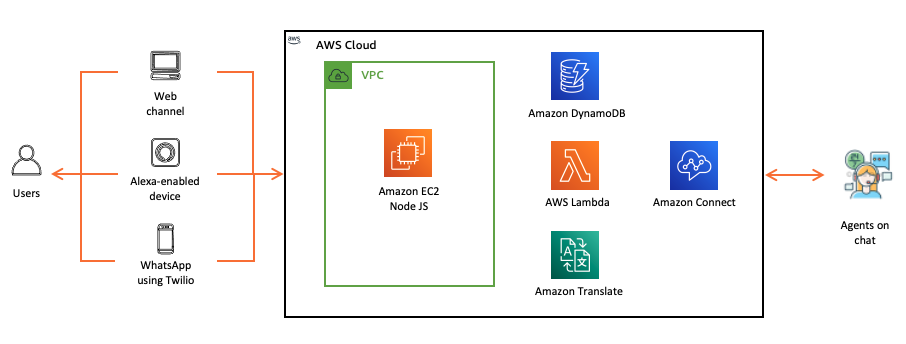 aws
AWS Cloud
VPC
Web
channel
Amazon DynamoDB
Users
Alexa-enabled
device
Amazon EC2
Node JS
AWS Lambda
Amazon Connect
Agents on
chat
WhatsApp
using Twilio
A
文
Amazon Translate